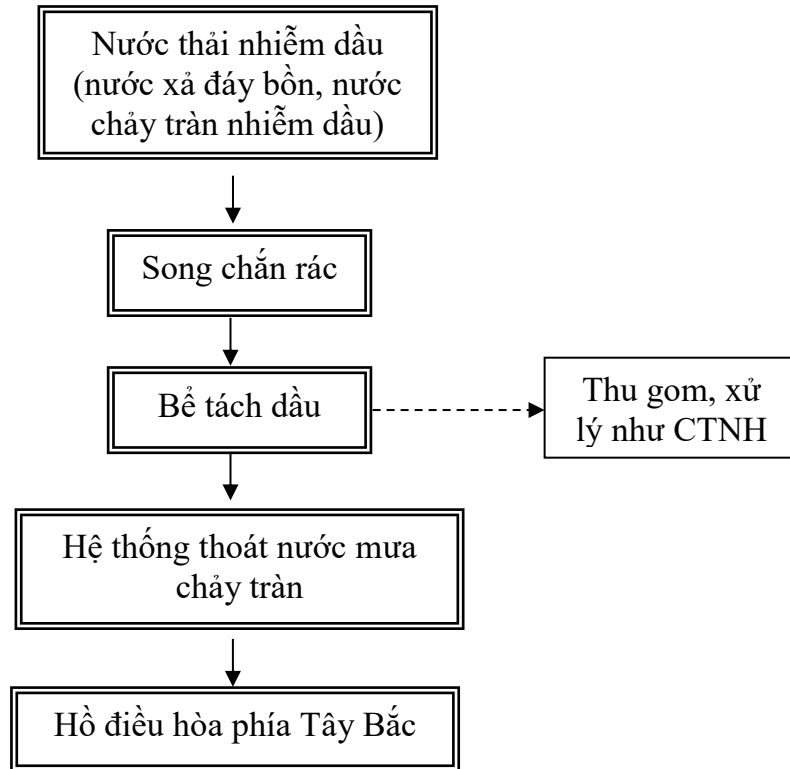 Nước thải nhiễm dầu
(nước xả đáy bồn, nước
chảy tràn nhiễm dầu)
Song chắn rác
Bể tách dầu
Thu gom, xử
lý như CTNH
Hệ thống thoát nước mưa
chảy tràn
Hồ điều hòa phía Tây Bắc